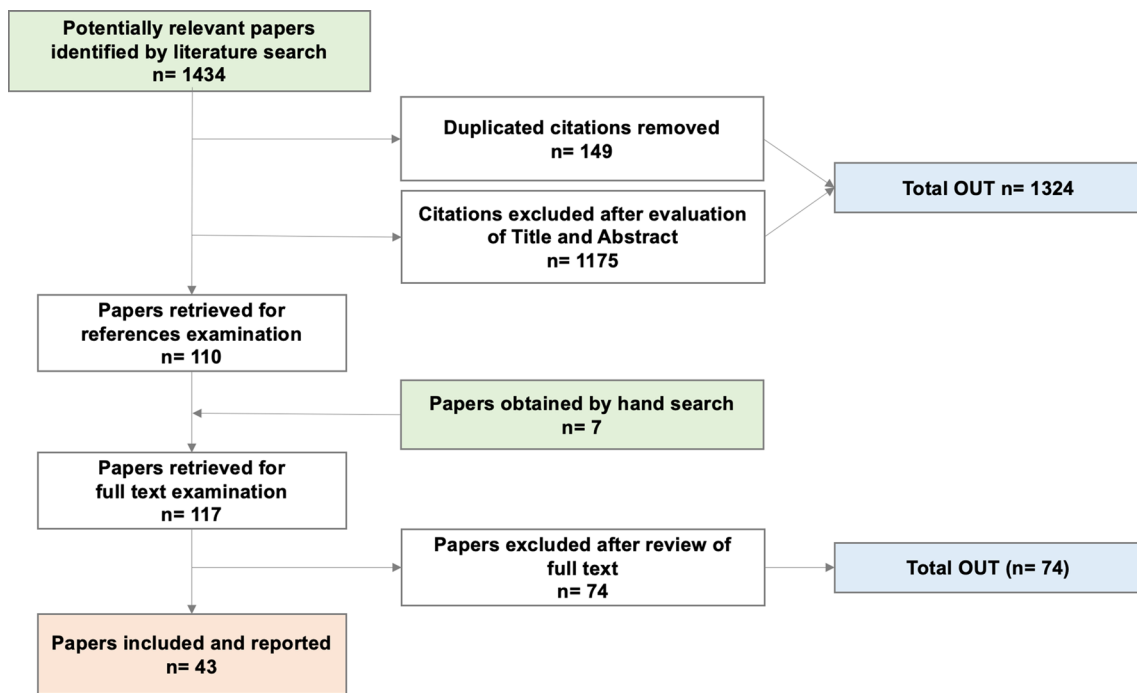 Potentially relevant papers
identified by literature search
n= 1434
Duplicated citations removed
n= 149
Total OUT n= 1324
Citations excluded after evaluation
of Title and Abstract
n= 1175
Papers retrieved for
references examination
n= 110
Papers obtained by hand search
n= 7
Papers retrieved for
full text examination
n= 117
Papers excluded after review of
full text
n= 74
Total OUT (n= 74)
Papers included and reported
n= 43